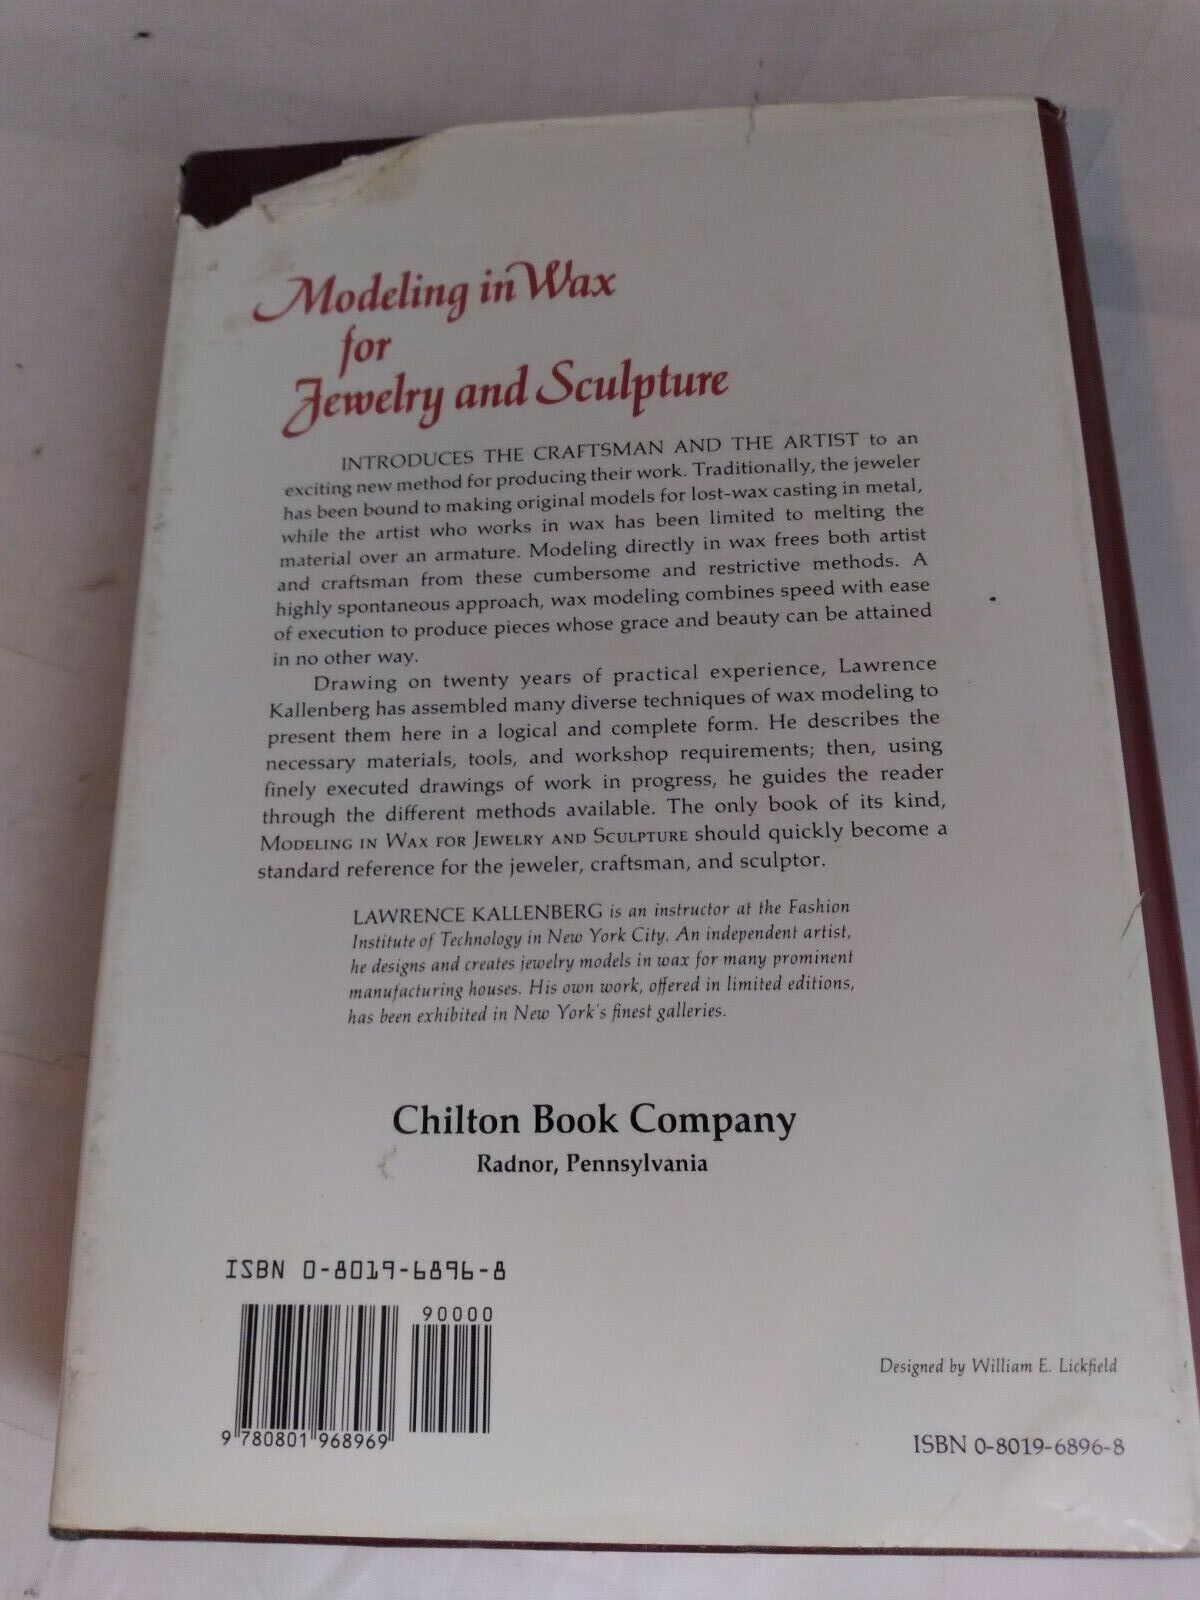 Modeling in Wax
for
Jewelry and Sculpture
INTRODUCES THE CRAFTSMAN AND THE ARTIST to an
exciting new method for producing their work. Traditionally, the jeweler
has been bound to making original models for lost-wax casting in metal,
while the artist who works in wax has been limited to melting the
material over an armature. Modeling directly in wax frees both artist
and craftsman from these cumbersome and restrictive methods. A
highly spontaneous approach, wax modeling combines speed with ease
of execution to produce pieces whose grace and beauty can be attained
in no other way.
Drawing on twenty years of practical experience, Lawrence
Kallenberg has assembled many diverse techniques of wax modeling to
present them here in a logical and complete form. He describes the
necessary materials, tools, and workshop requirements; then, using
finely executed drawings of work in progress, he guides the reader
through the different methods available. The only book of its kind,
MODELING IN WAX FOR JEWELRY AND SCULPTURE should quickly become a
standard reference for the jeweler, craftsman, and sculptor.
LAWRENCE KALLENBERG is an instructor at the Fashion
Institute of Technology in New York City. An independent artist,
he designs and creates jewelry models in wax for many prominent
manufacturing houses. His own work, offered in limited editions,
has been exhibited in New York's finest galleries.
Chilton Book Company
Radnor, Pennsylvania
ISBN 0-8019-6896-8
90000
9 780801 968969
Designed by William E. Lickfield
ISBN 0-8019-6896-8